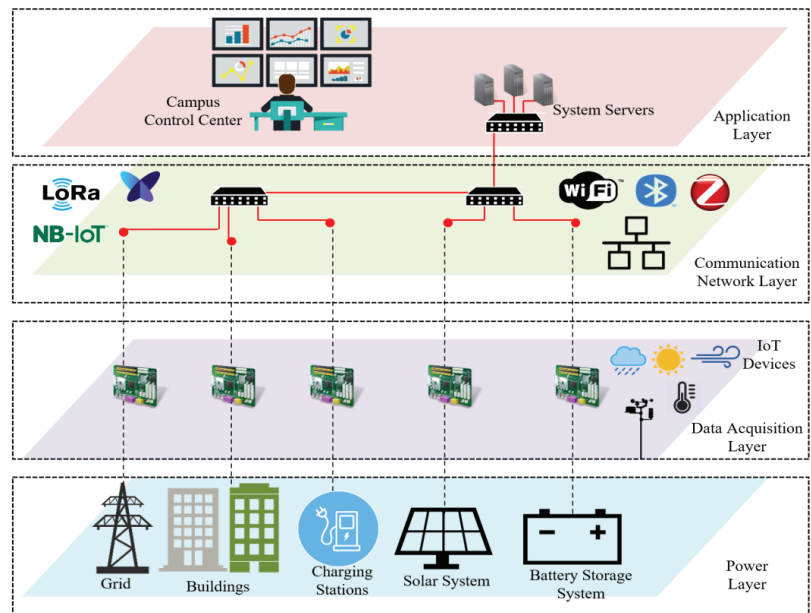 Campus
Control Center
System Servers
Application
Layer
LoRa
NB-IoT
WiFi™
Communication
Network Layer
IoT
Devices
Data Acquisition
Layer
Grid
Buildings
Charging
Stations
Solar System
Battery Storage
System
Power
Layer